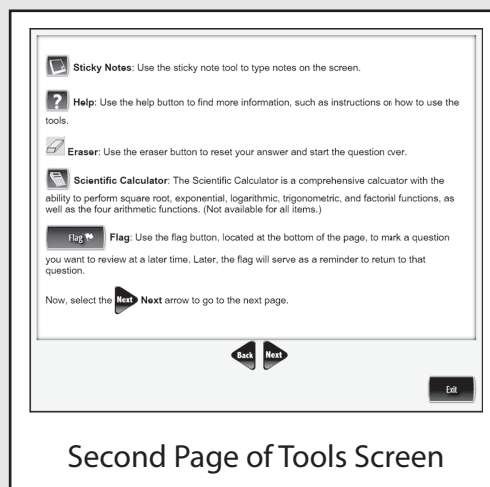 Sticky Notes: Use the sticky note tool to type notes on the screen.
? Help: Use the help button to find more information, such as instructions on how to use the
tools.
Eraser: Use the eraser button to reset your answer and start the question over.
Scientific Calculator: The Scientific Calculator is a comprehensive calcuator with the
ability to perform square root, exponential, logarithmic, trigonometric, and factorial functions, as
well as the four arithmetic functions. (Not available for all items.)
Flag Flag: Use the flag button, located at the bottom of the page, to mark a question
you want to review at a later time. Later, the flag will serve as a reminder to return to that
question.
Now, select the Next Next arrow to go to the next page.
Back Next
Exit
Second Page of Tools Screen